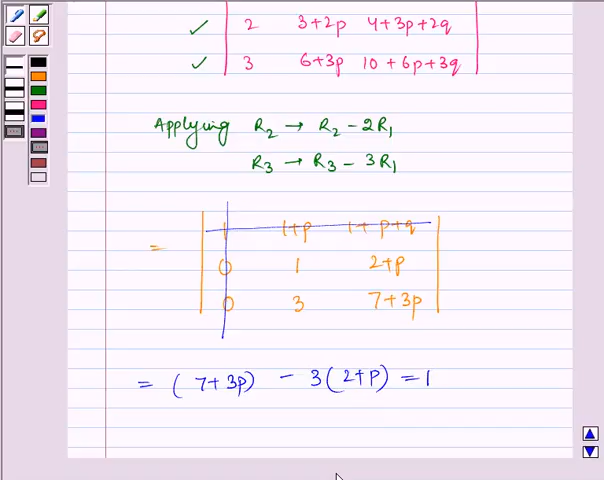 2 3+2p 4+3p+2q
✓ 3 6+3p 10+6p+3q
Applying R₂ → R₂ - 2R₁
R₃ → R₃ - 3R₁
1 1+p 1+p+q
= 0 1 2+p
0 3 7+3p
= (7+3p) - 3(2+p) = 1